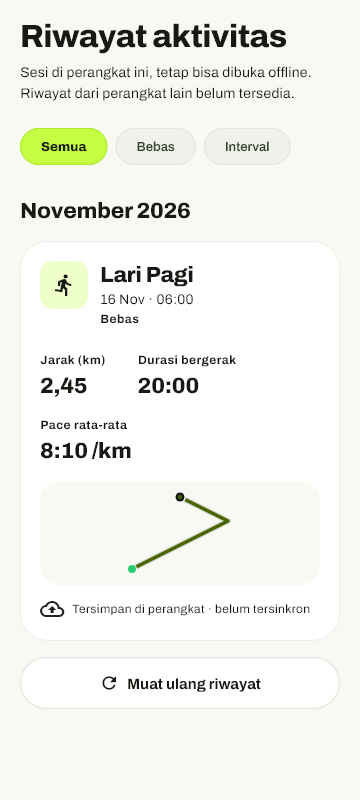 Riwayat aktivitas
Sesi di perangkat ini, tetap bisa dibuka offline.
Riwayat dari perangkat lain belum tersedia.
Semua
Bebas
Interval
November 2026
Lari Pagi
16 Nov · 06:00
Bebas
Jarak (km)
Durasi bergerak
2,45
20:00
Pace rata-rata
8:10 /km
Tersimpan di perangkat · belum tersinkron
Muat ulang riwayat